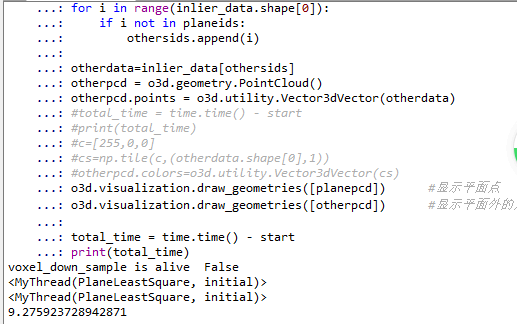 ...: for i in range(inlier_data.shape[0]):
...:     if i not in planeids:
...:         othersids.append(i)
...:
...: otherdata=inlier_data[othersids]
...: otherpcd = o3d.geometry.PointCloud()
...: otherpcd.points = o3d.utility.Vector3dVector(otherdata)
...: #total_time = time.time() - start
...: #print(total_time)
...: #c=[255,0,0]
...: #cs=np.tile(c,(otherdata.shape[0],1))
...: #otherpcd.colors=o3d.utility.Vector3dVector(cs)
...: o3d.visualization.draw_geometries([planepcd])     #显示平面点
...: o3d.visualization.draw_geometries([otherpcd])     #显示平面外的
...:
...: total_time = time.time() - start
...: print(total_time)
voxel_down_sample is alive  False
<MyThread(PlaneLeastSquare, initial)>
<MyThread(PlaneLeastSquare, initial)>
9.275923728942871